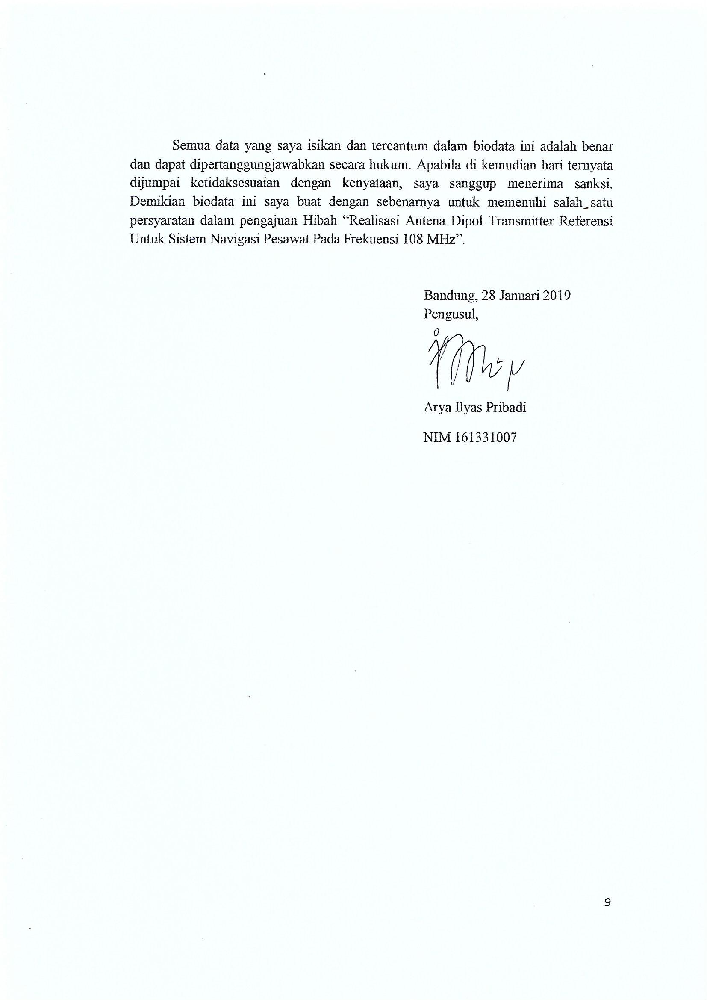 Semua data yang saya isikan dan tercantum dalam biodata ini adalah benar
dan dapat dipertanggungjawabkan secara hukum. Apabila di kemudian hari ternyata
dijumpai ketidaksesuaian dengan kenyataan, saya sanggup menerima sanksi.
Demikian biodata ini saya buat dengan sebenarnya untuk memenuhi salah_satu
persyaratan dalam pengajuan Hibah “Realisasi Antena Dipol Transmitter Referensi
Untuk Sistem Navigasi Pesawat Pada Frekuensi 108 MHz”.
Bandung, 28 Januari 2019
Pengusul,
Arya Ilyas Pribadi
NIM 161331007
9